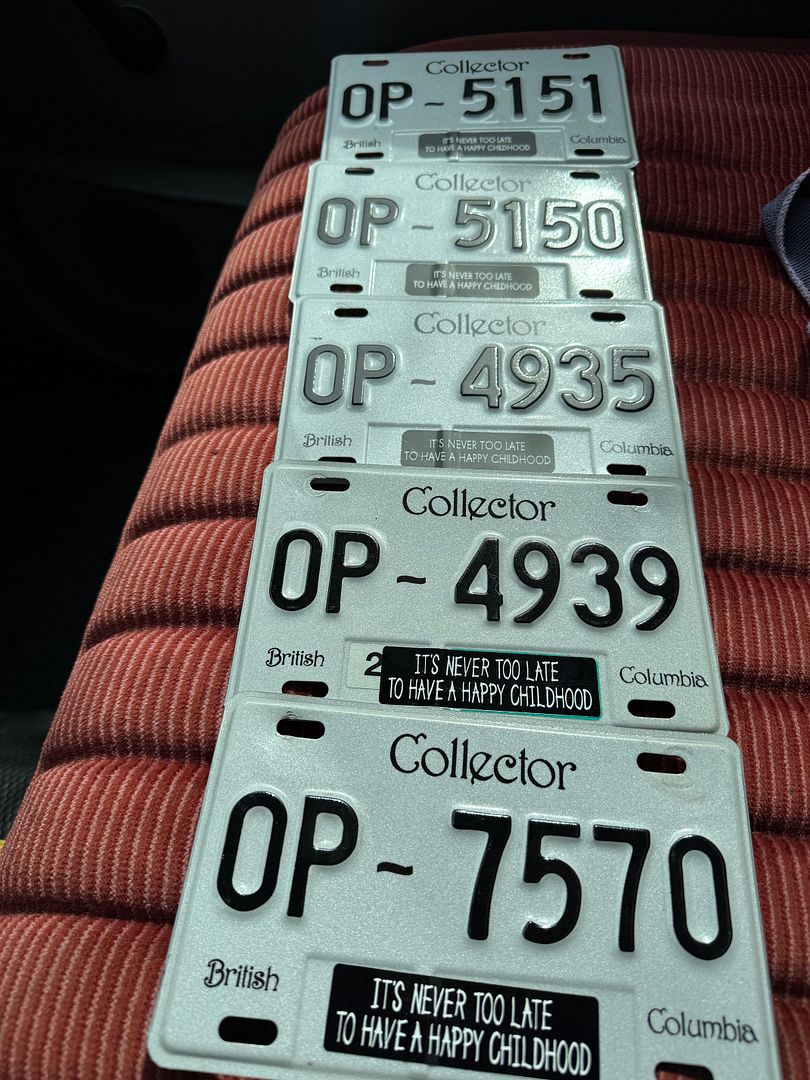 Collector
OP - 5151
British
IT'S NEVER TOO LATE
TO HAVE A HAPPY CHILDHOOD
Columbia
Collector
OP - 5150
British
IT'S NEVER TOO LATE
TO HAVE A HAPPY CHILDHOOD
Collector
OP - 4935
British
IT'S NEVER TOO LATE
TO HAVE A HAPPY CHILDHOOD
Columbia
Collector
OP - 4939
British
2
IT'S NEVER TOO LATE
TO HAVE A HAPPY CHILDHOOD
Columbia
Collector
OP - 7570
British
IT'S NEVER TOO LATE
TO HAVE A HAPPY CHILDHOOD
Columbia